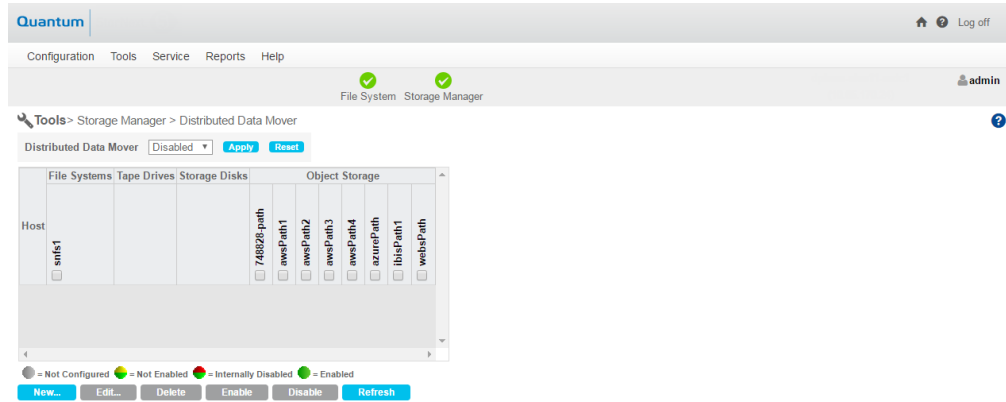 Quantum
Log off
Configuration Tools Service Reports Help
File System Storage Manager
admin
Tools> Storage Manager > Distributed Data Mover
Distributed Data Mover Disabled Apply Reset
File Systems Tape Drives Storage Disks Object Storage
Host
snfs1
748828-path
awsPath1
awsPath2
awsPath3
awsPath4
azurePath
ibisPath1
websPath
= Not Configured = Not Enabled = Internally Disabled = Enabled
New... Edit... Delete Enable Disable Refresh